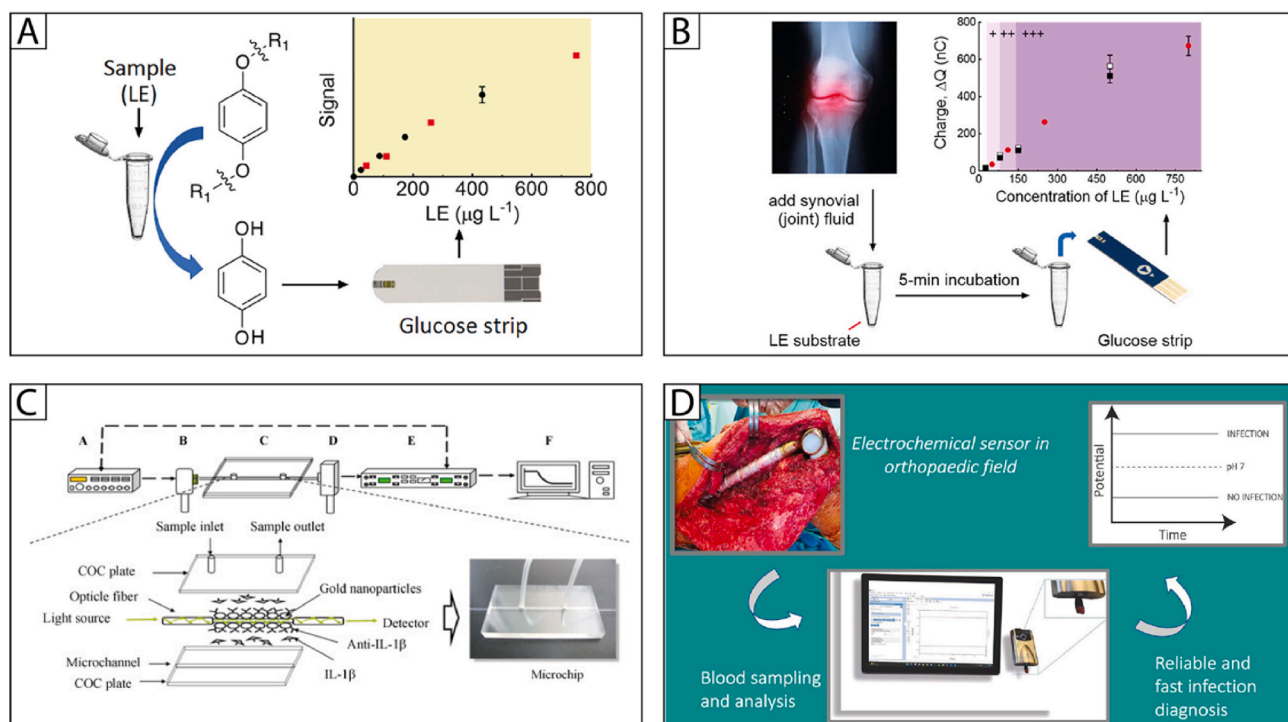 A
Sample
(LE)
O
R1
O
R1
OH
OH
Signal
0
200
400
600
800
LE (µg L⁻¹)
Glucose strip
B
add synovial
(joint) fluid
5-min incubation
LE substrate
Glucose strip
Charge, ΔQ (nC)
800
600
400
200
0
+ ++ +++
150
300
450
600
750
Concentration of LE (µg L⁻¹)
C
A B C D E F
Sample inlet
Sample outlet
COC plate
Gold nanoparticles
Opticle fiber
Light source
Detector
Anti-IL-1β
Microchannel
IL-1β
COC plate
Microchip
D
Electrochemical sensor in
orthopaedic field
Potential
INFECTION
pH 7
NO INFECTION
Time
Blood sampling
and analysis
Reliable and
fast infection
diagnosis